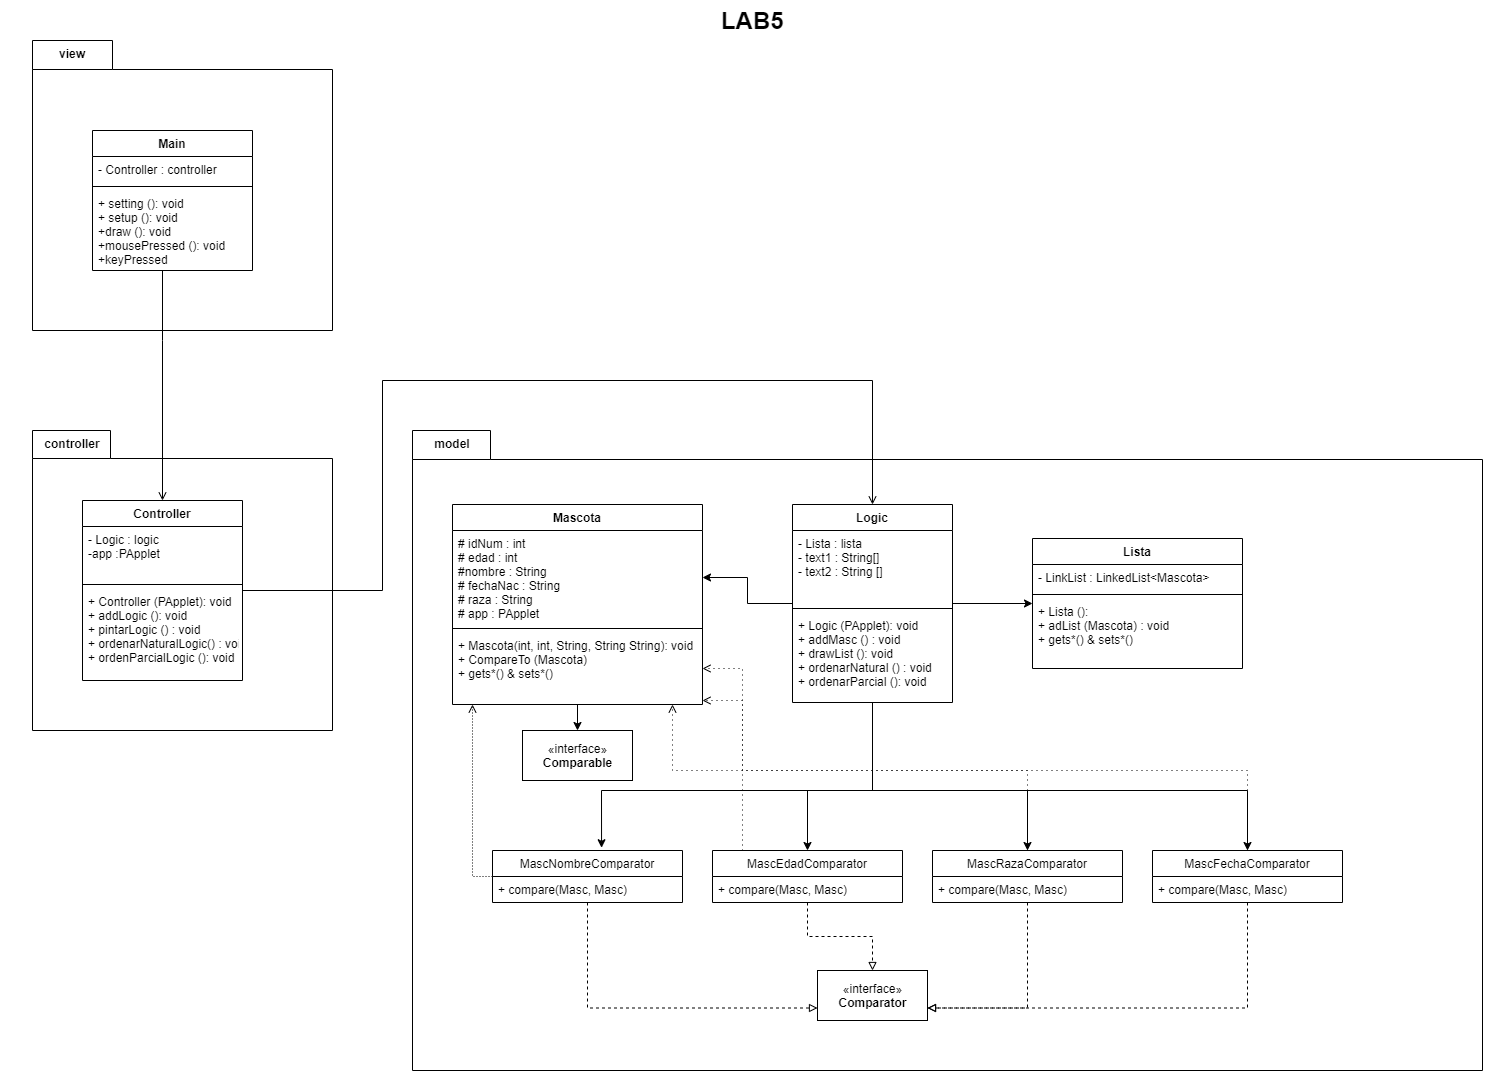 LAB5
view
Main
- Controller : controller
+ setting (): void
+ setup (): void
+draw (): void
+mousePressed (): void
+keyPressed
controller
Controller
- Logic : logic
-app :PApplet
+ Controller (PApplet): void
+ addLogic (): void
+ pintarLogic (): void
+ ordenarNaturalLogic(): vo
+ ordenParcialLogic (): void
model
Mascota
# idNum : int
# edad : int
#nombre : String
# fechaNac : String
# raza : String
# app : PApplet
+ Mascota(int, int, String, String String): void
+ CompareTo (Mascota)
+ gets*() & sets*()
Logic
- Lista : lista
- text1 : String[]
- text2 : String []
+ Logic (PApplet): void
+ addMasc () : void
+ drawList (): void
+ ordenarNatural () : void
+ ordenarParcial (): void
Lista
- LinkList : LinkedList<Mascota>
+ Lista ():
+ adList (Mascota) : void
+ gets*() & sets*()
«interface»
Comparable
MascNombreComparator
+ compare(Masc, Masc)
MascEdadComparator
+ compare(Masc, Masc)
MascRazaComparator
+ compare(Masc, Masc)
MascFechaComparator
+ compare(Masc, Masc)
«interface»
Comparator